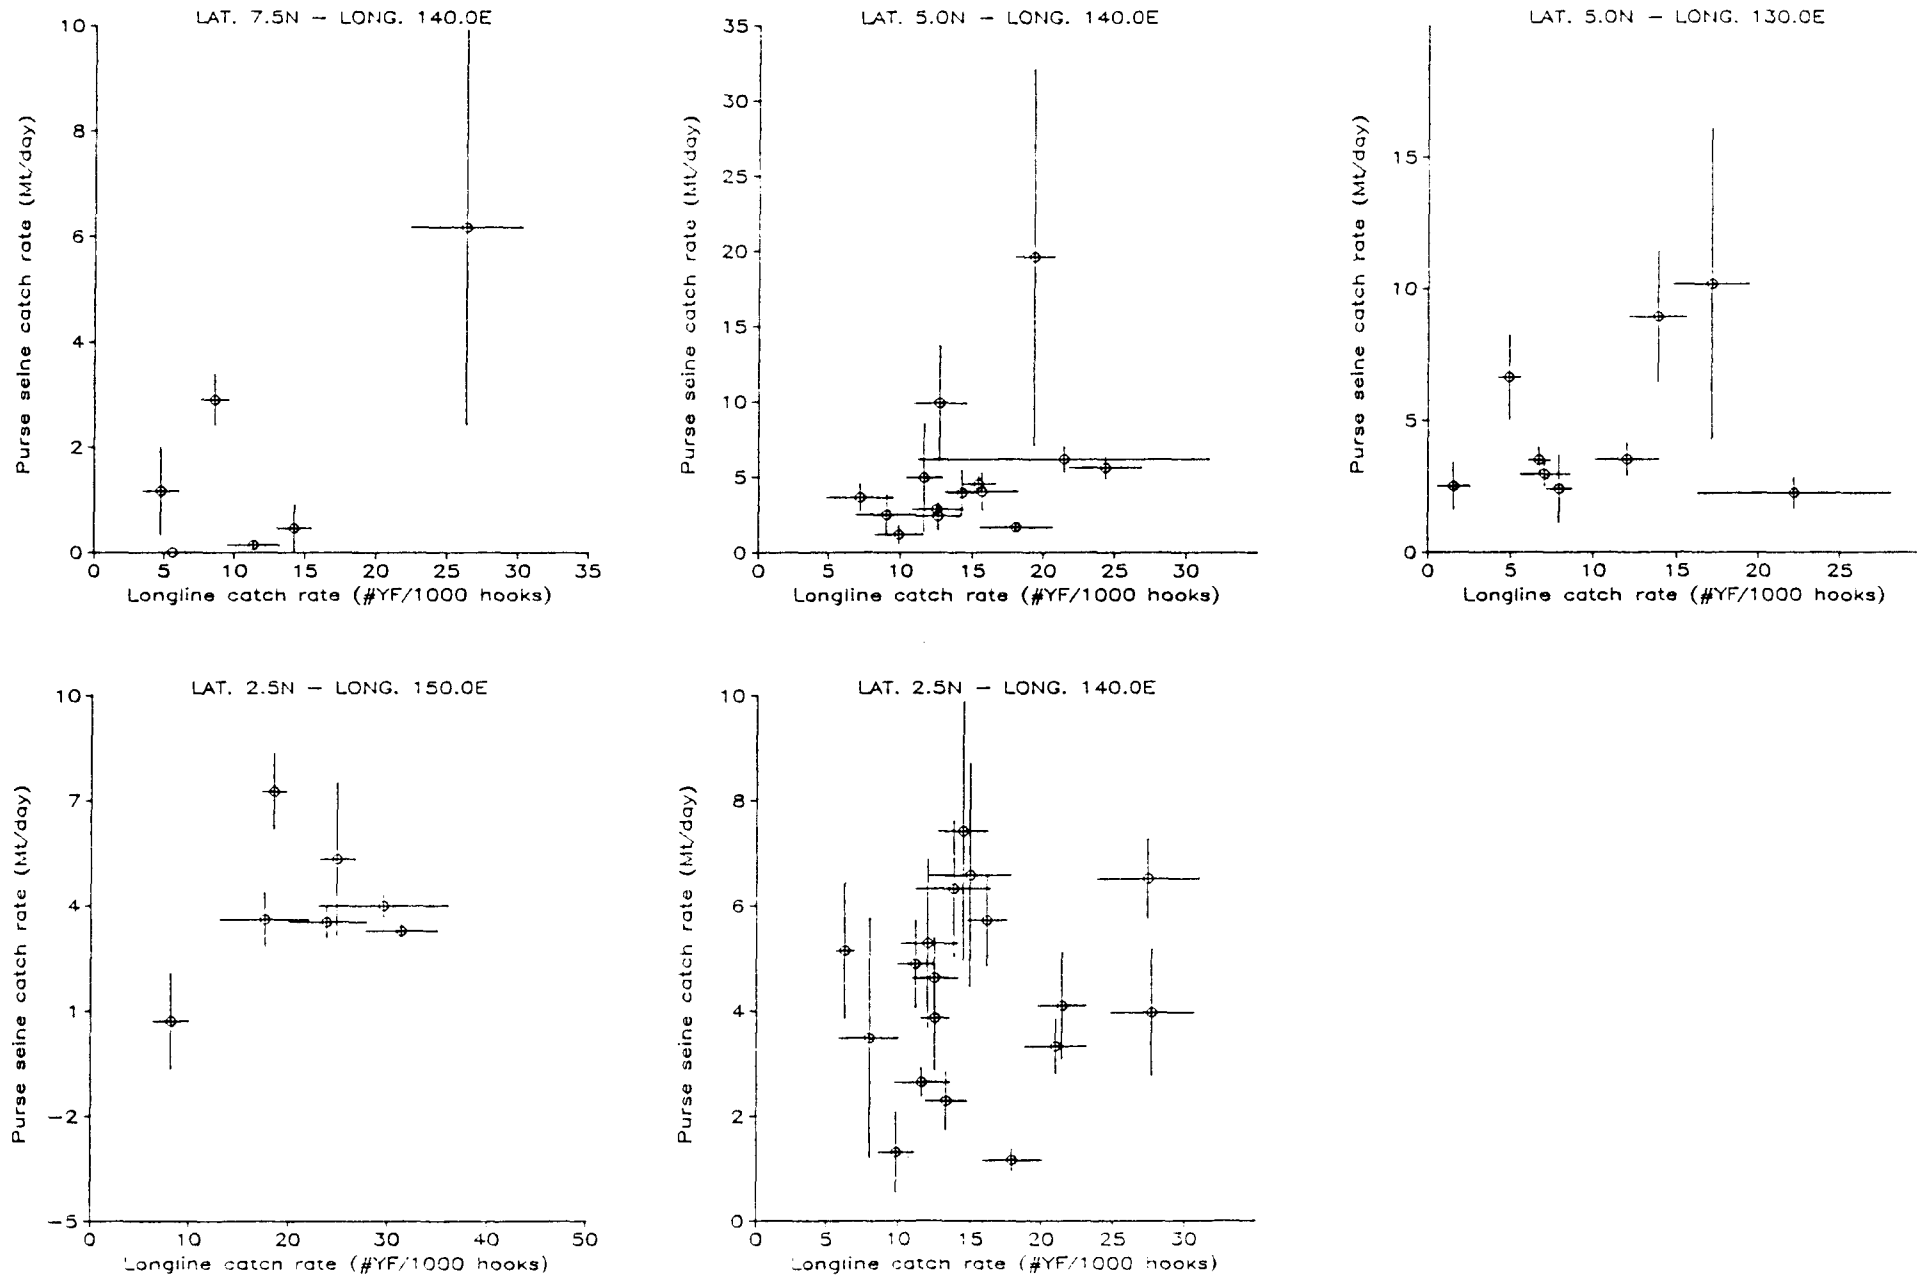 LAT. 7.5N – LONG. 140.0E
Purse seine catch rate (Mt/day)
10
8
6
4
2
0
0 5 10 15 20 25 30 35
Longline catch rate (#YF/1000 hooks)
LAT. 5.0N – LONG. 140.0E
Purse seine catch rate (Mt/day)
35
30
25
20
15
10
5
0
0 5 10 15 20 25 30
Longline catch rate (#YF/1000 hooks)
LAT. 5.0N – LONG. 130.0E
Purse seine catch rate (Mt/day)
15
10
5
0
0 5 10 15 20 25
Longline catch rate (#YF/1000 hooks)
LAT. 2.5N – LONG. 150.0E
Purse seine catch rate (Mt/day)
10
7
4
1
−2
−5
0 10 20 30 40 50
Longline catch rate (#YF/1000 hooks)
LAT. 2.5N – LONG. 140.0E
Purse seine catch rate (Mt/day)
10
8
6
4
2
0
0 5 10 15 20 25 30
Longline catch rate (#YF/1000 hooks)